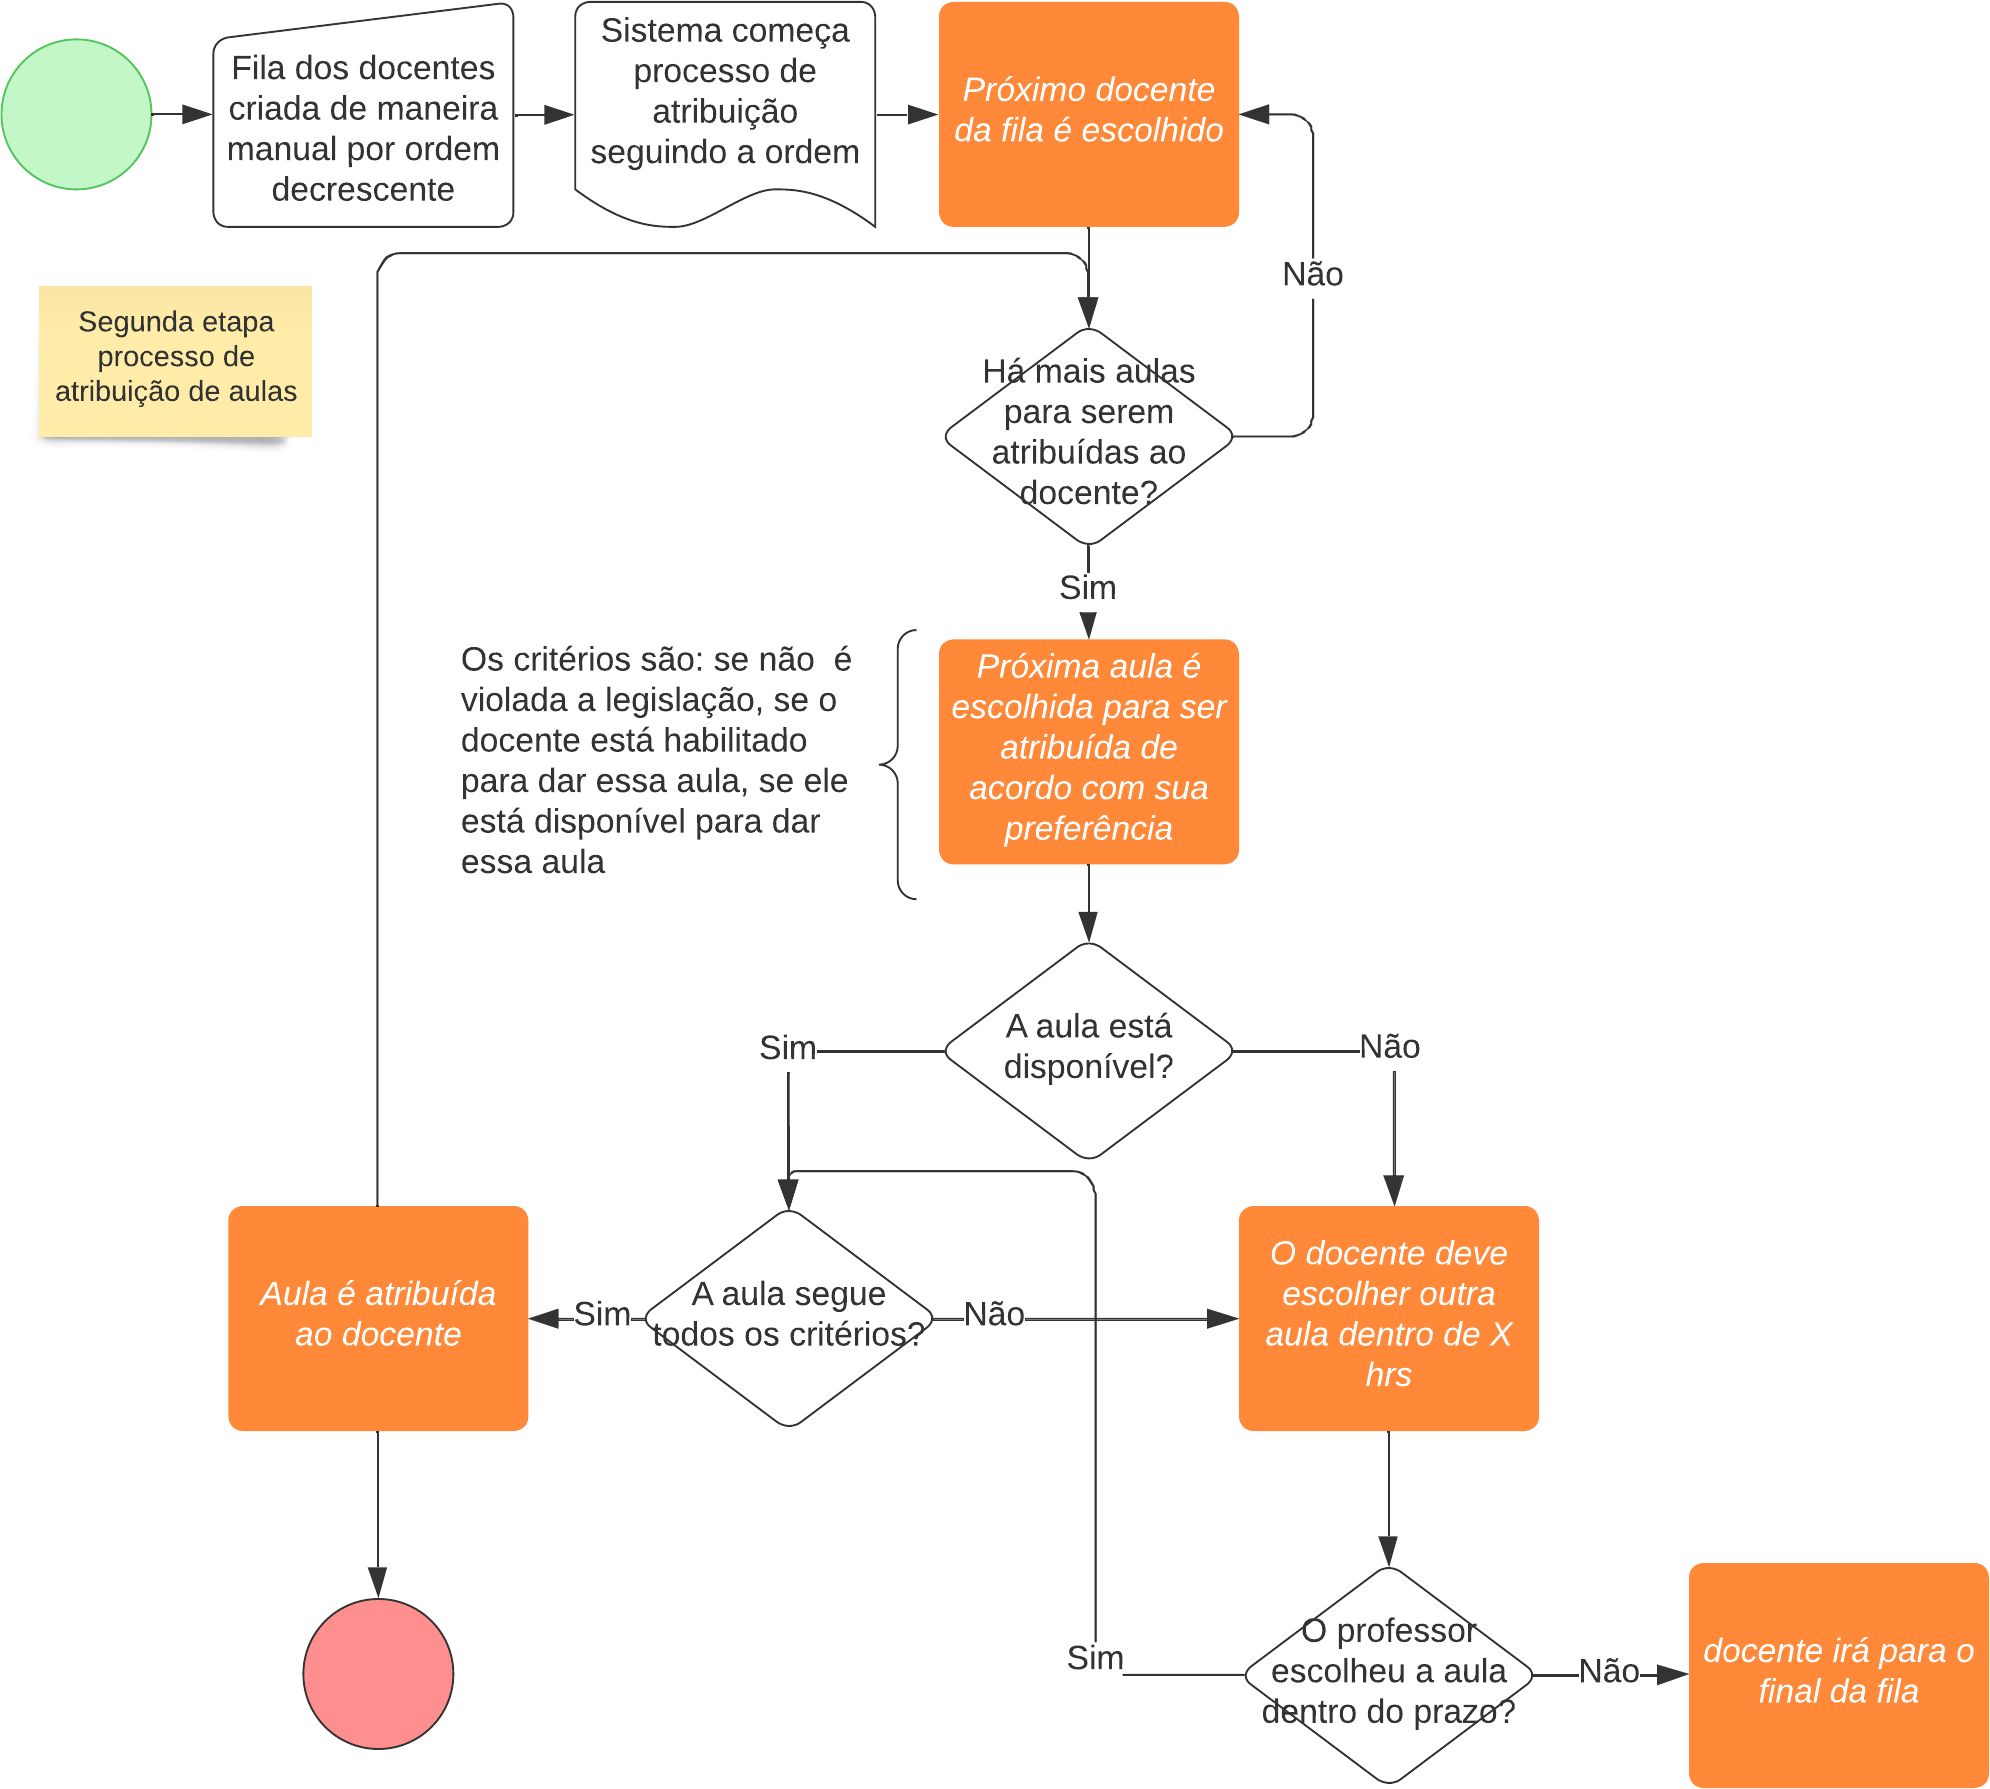 Fila dos docentes
criada de maneira
manual por ordem
decrescente
Sistema começa
processo de
atribuição
seguindo a ordem
Próximo docente
da fila é escolhido
Não
Segunda etapa
processo de
atribuição de aulas
Há mais aulas
para serem
atribuídas ao
docente?
Sim
Os critérios são: se não  é
violada a legislação, se o
docente está habilitado
para dar essa aula, se ele
está disponível para dar
essa aula
Próxima aula é
escolhida para ser
atribuída de
acordo com sua
preferência
A aula está
disponível?
Sim
Não
Aula é atribuída
ao docente
Sim
A aula segue
todos os critérios?
Não
O docente deve
escolher outra
aula dentro de X
hrs
Sim
O professor
escolheu a aula
dentro do prazo?
Não
docente irá para o
final da fila